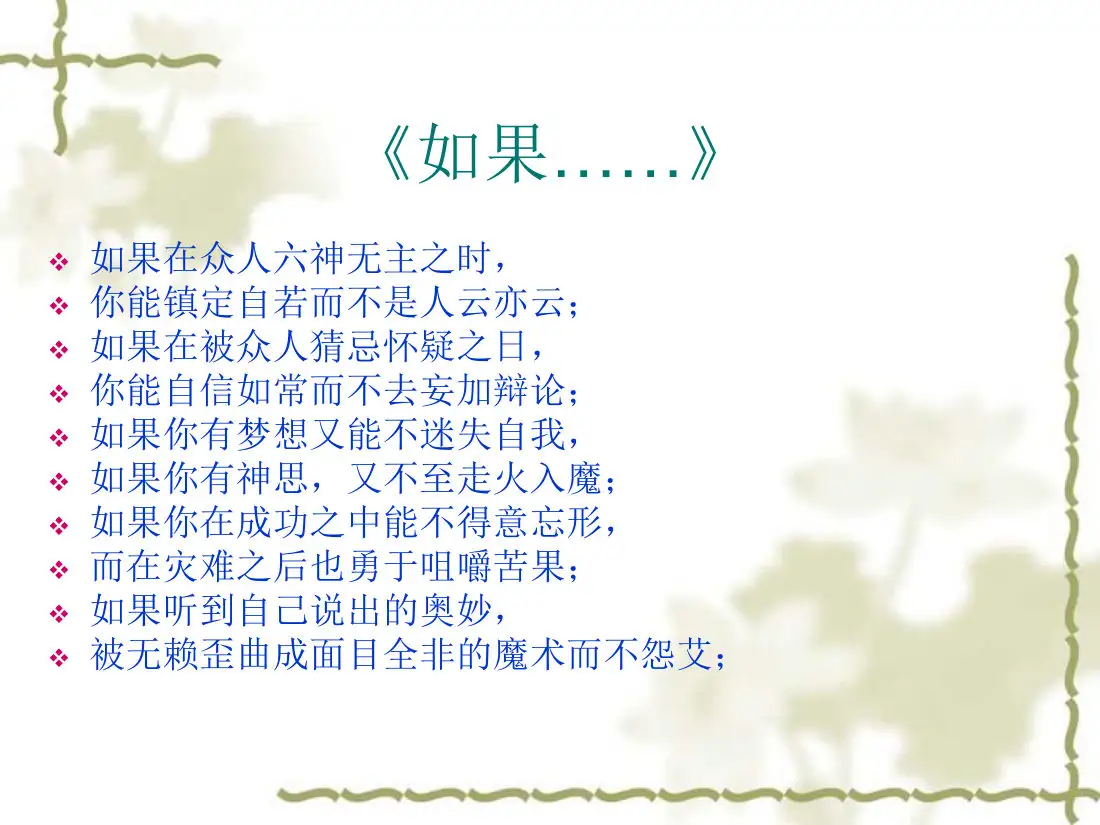 《如果……》
如果在众人六神无主之时，
你能镇定自若而不是人云亦云；
如果在被众人猜忌怀疑之日，
你能自信如常而不去妄加辩论；
如果你有梦想又能不迷失自我，
如果你有神思，又不至走火入魔；
如果你在成功之中能不得意忘形，
而在灾难之后也勇于咀嚼苦果；
如果听到自己说出的奥妙，
被无赖歪曲成面目全非的魔术而不怨艾；